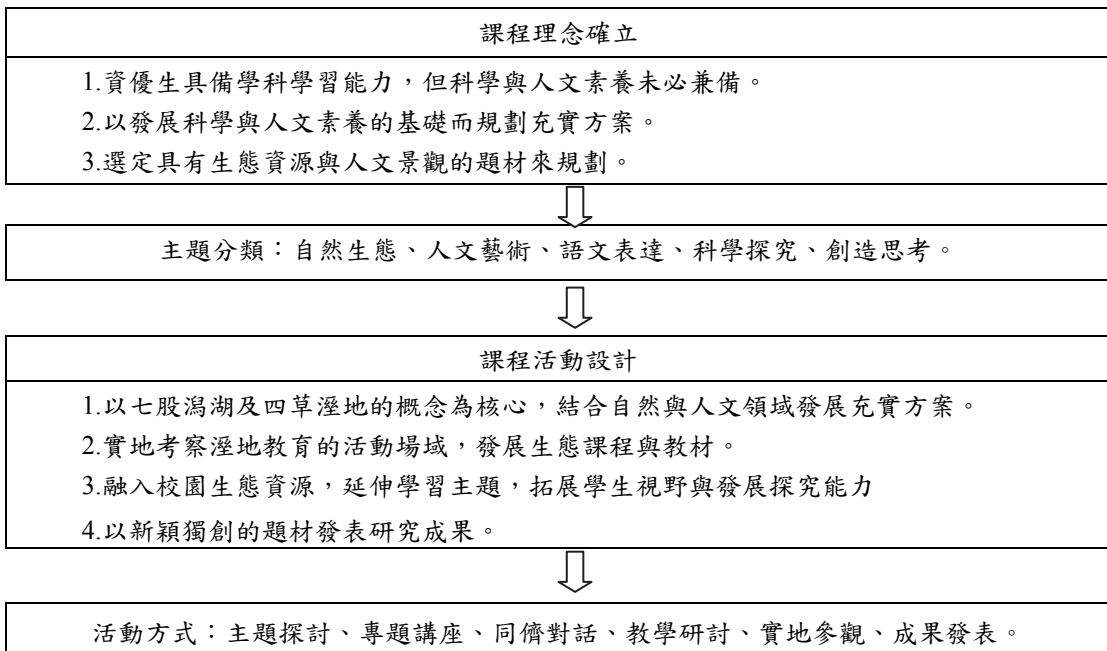 課程理念確立
1.資優生具備學科學習能力，但科學與人文素養未必兼備。
2.以發展科學與人文素養的基礎而規劃充實方案。
3.選定具有生態資源與人文景觀的題材來規劃。
主題分類：自然生態、人文藝術、語文表達、科學探究、創造思考。
課程活動設計
1.以七股潟湖及四草溼地的概念為核心，結合自然與人文領域發展充實方案。
2.實地考察溼地教育的活動場域，發展生態課程與教材。
3.融入校園生態資源，延伸學習主題，拓展學生視野與發展探究能力
4.以新穎獨創的題材發表研究成果。
活動方式：主題探討、專題講座、同儕對話、教學研討、實地參觀、成果發表。